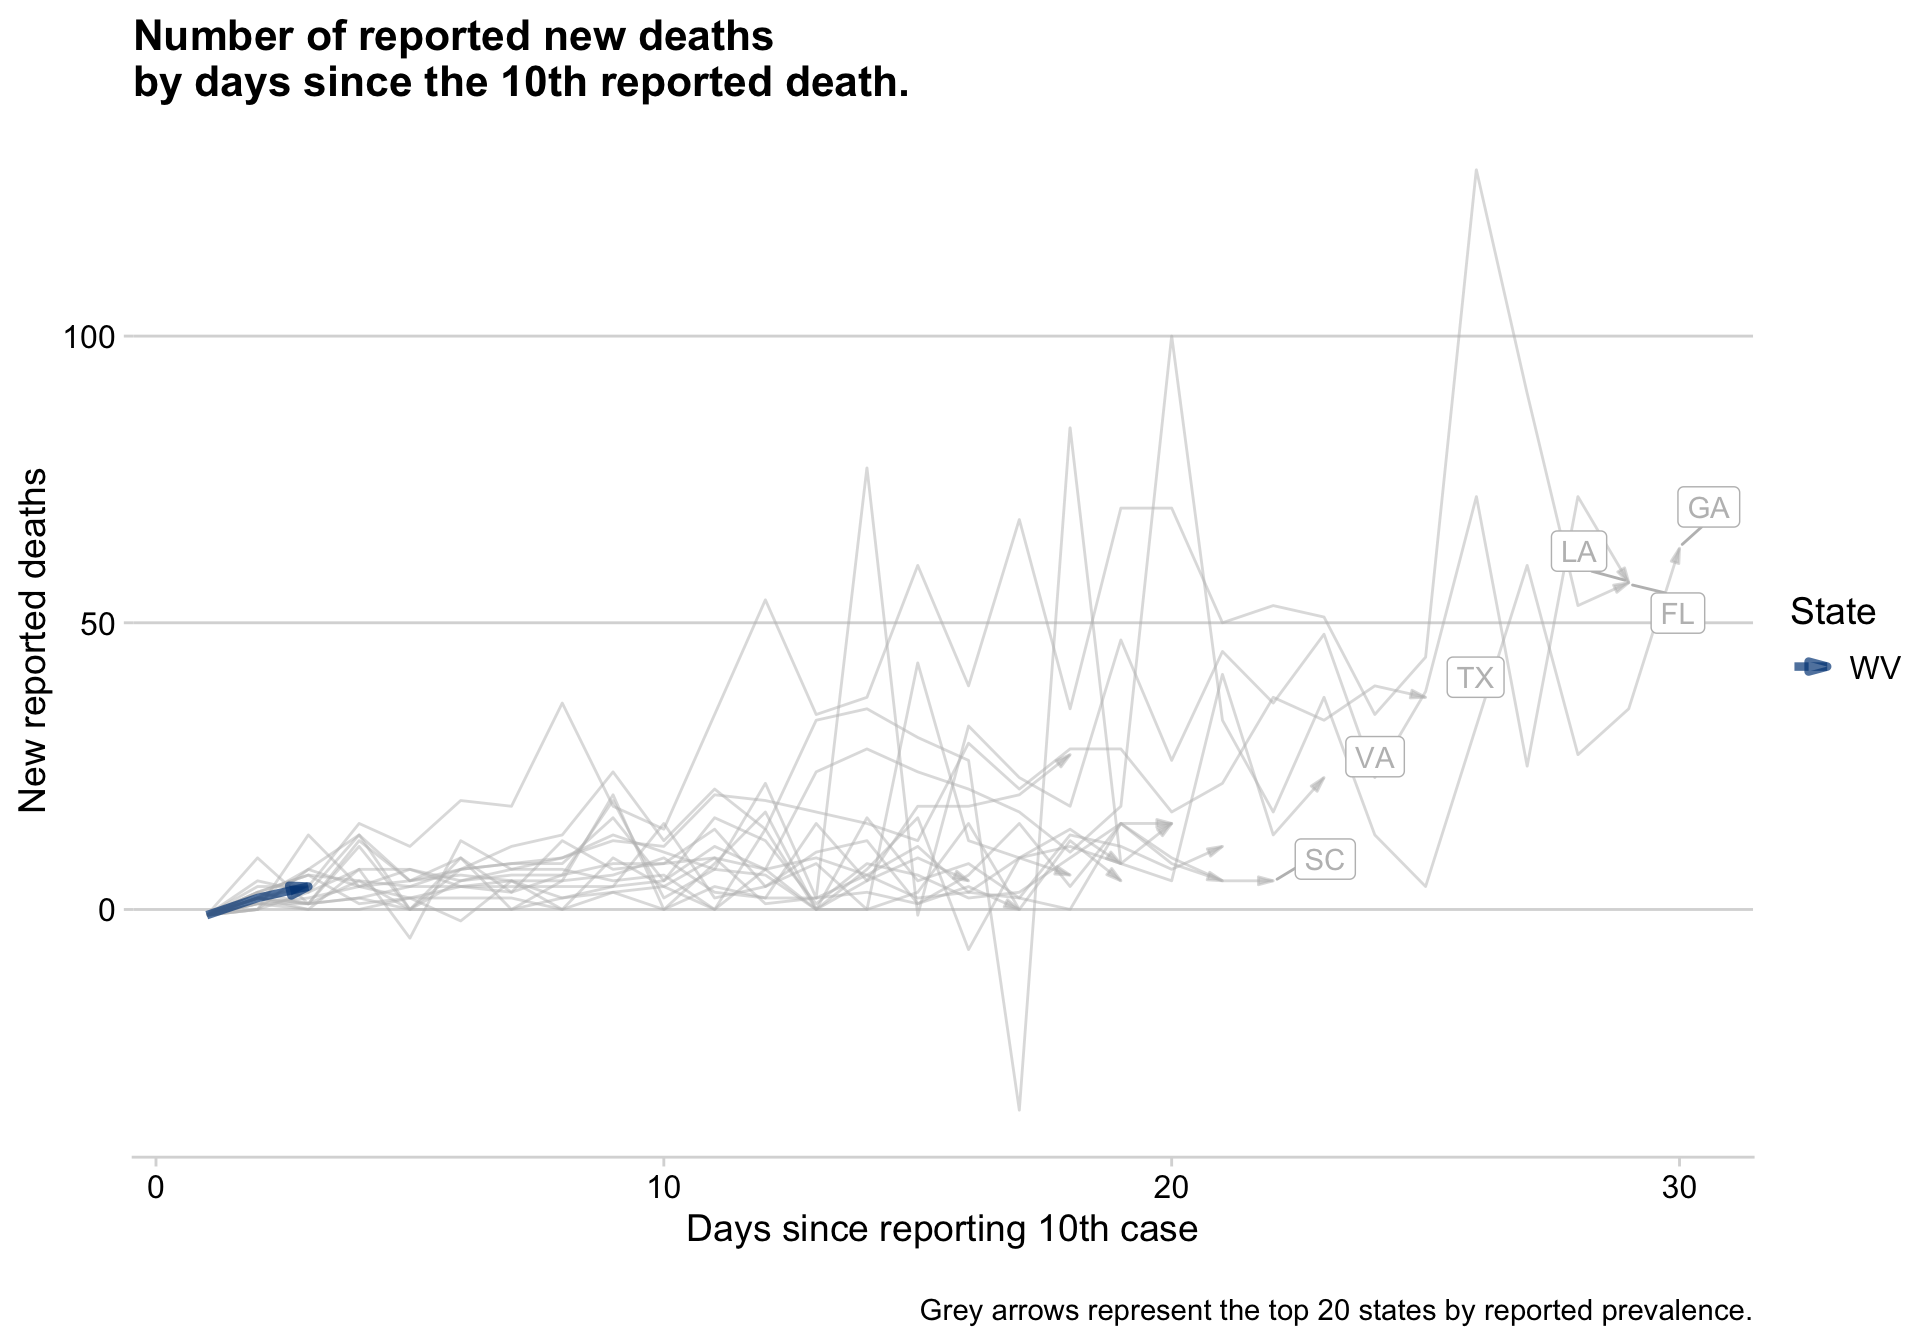 Number of reported new deaths
by days since the 10th reported death.
100
50
0
New reported deaths
GA
LA
FL
TX
VA
SC
State
WV
0 10 20 30
Days since reporting 10th case
Grey arrows represent the top 20 states by reported prevalence.